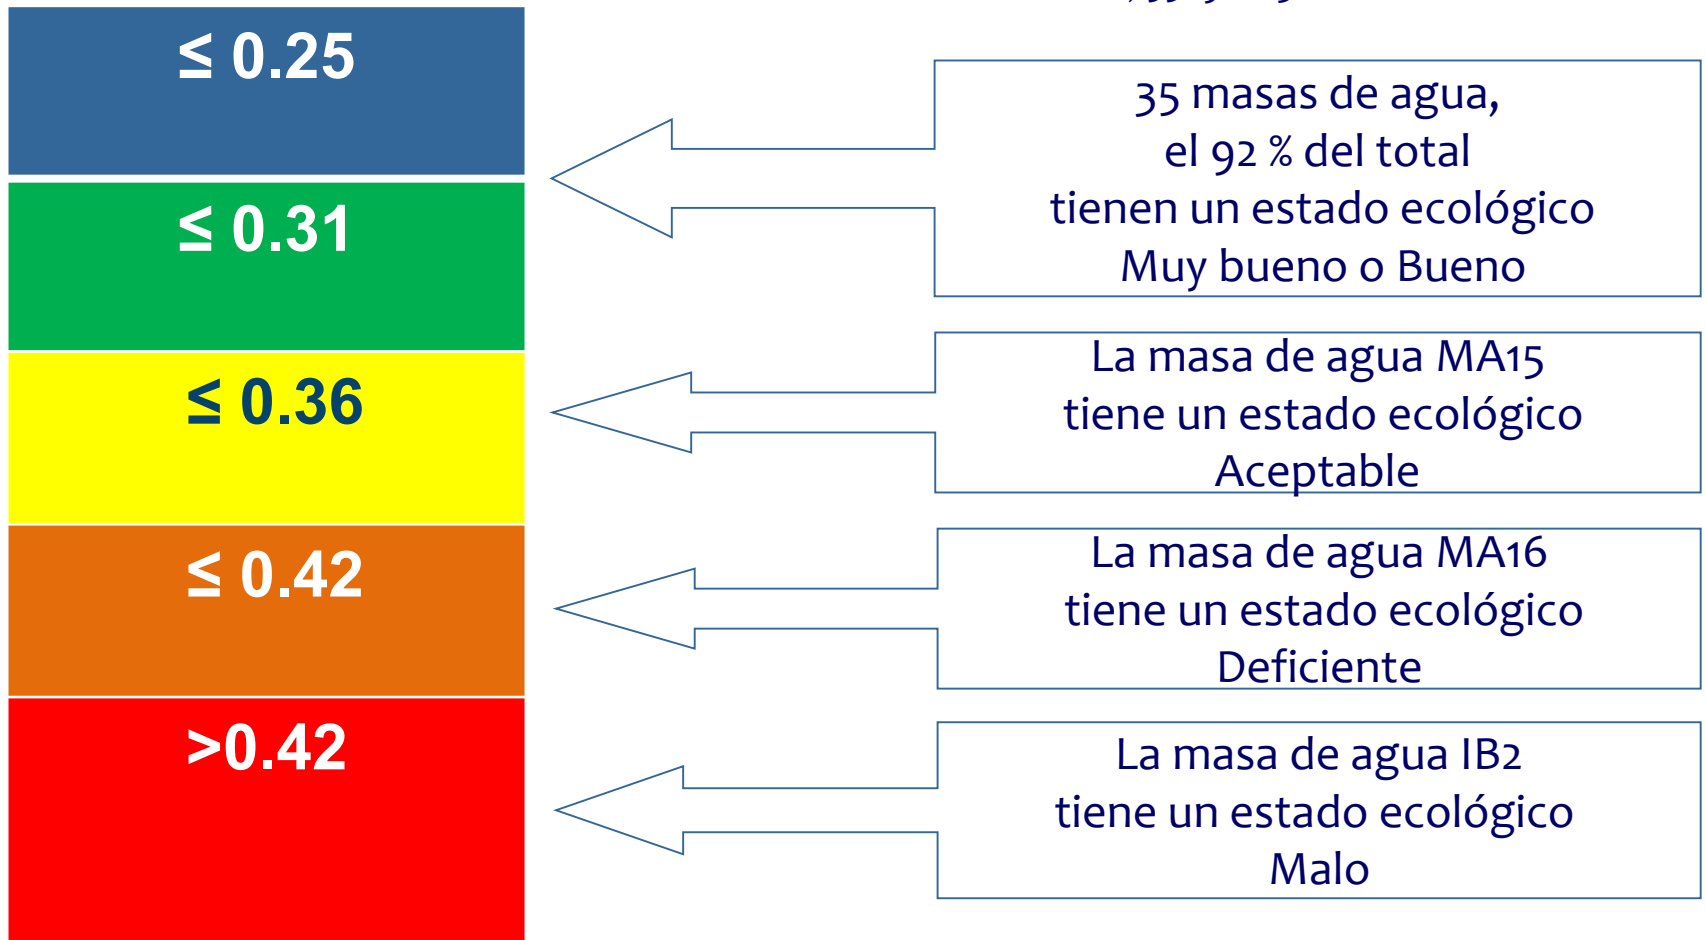 ≤ 0.25
35 masas de agua,
el 92 % del total
tienen un estado ecológico
Muy bueno o Bueno
≤ 0.31
≤ 0.36
La masa de agua MA15
tiene un estado ecológico
Aceptable
≤ 0.42
La masa de agua MA16
tiene un estado ecológico
Deficiente
>0.42
La masa de agua IB2
tiene un estado ecológico
Malo